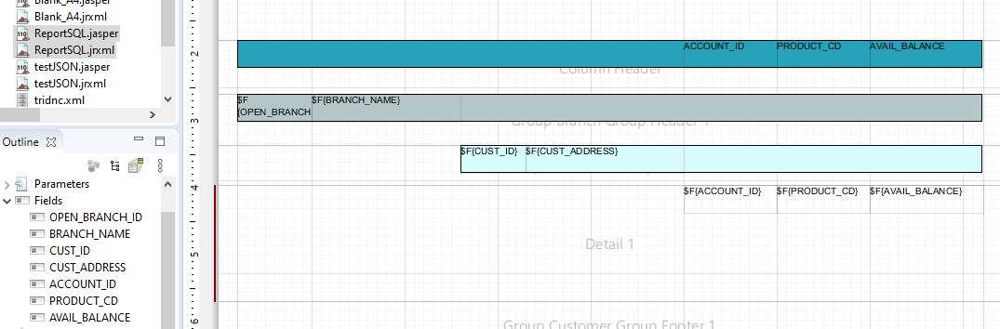 Blank_A4.jasper
Blank_A4.jrxml
ReportSQL.jasper
ReportSQL.jrxml
testJSON.jasper
testJSON.jrxml
tridnc.xml
Outline
Parameters
Fields
OPEN_BRANCH_ID
BRANCH_NAME
CUST_ID
CUST_ADDRESS
ACCOUNT_ID
PRODUCT_CD
AVAIL_BALANCE
2
3
4
5
6
ACCOUNT_ID PRODUCT_CD AVAIL_BALANCE
Column Header
$F $F{BRANCH_NAME}
{OPEN_BRANCH
Group Branch Group Header 1
$F{CUST_ID} $F{CUST_ADDRESS}
$F{ACCOUNT_ID} $F{PRODUCT_CD} $F{AVAIL_BALANCE}
Detail 1
Group Customer Group Footer 1